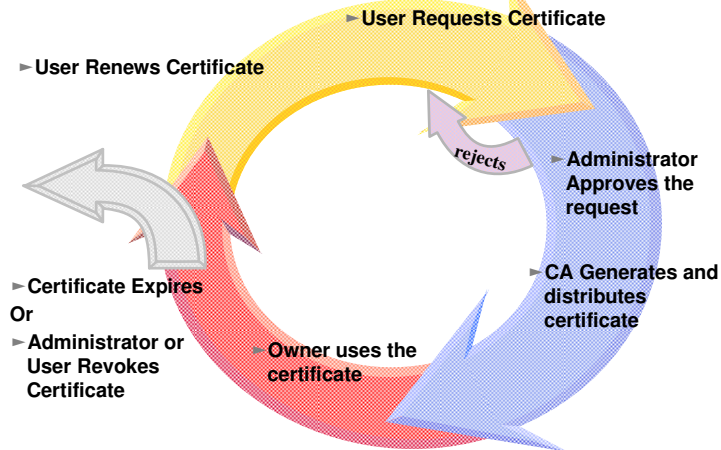 ►User Requests Certificate
►User Renews Certificate
rejects
►Administrator
Approves the
request
►CA Generates and
distributes
certificate
►Owner uses the
certificate
►Certificate Expires
Or
►Administrator or
User Revokes
Certificate